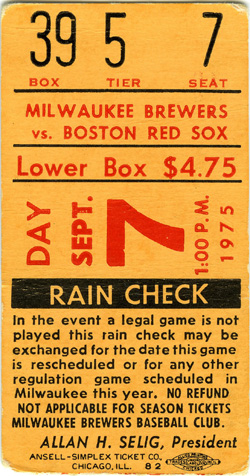 39 5 7
BOX TIER SEAT
MILWAUKEE BREWERS
vs. BOSTON RED SOX
Lower Box $4.75
DAY
SEPT.
7
1:00 P.M.
1975
RAIN CHECK
In the event a legal game is not
played this rain check may be
exchanged for the date this game
is rescheduled or for any other
regulation game scheduled in
Milwaukee this year. NO REFUND
NOT APPLICABLE FOR SEASON TICKETS
MILWAUKEE BREWERS BASEBALL CLUB.
ALLAN H. SELIG, President
ANSELL-SIMPLEX TICKET CO.
CHICAGO, ILL. 82